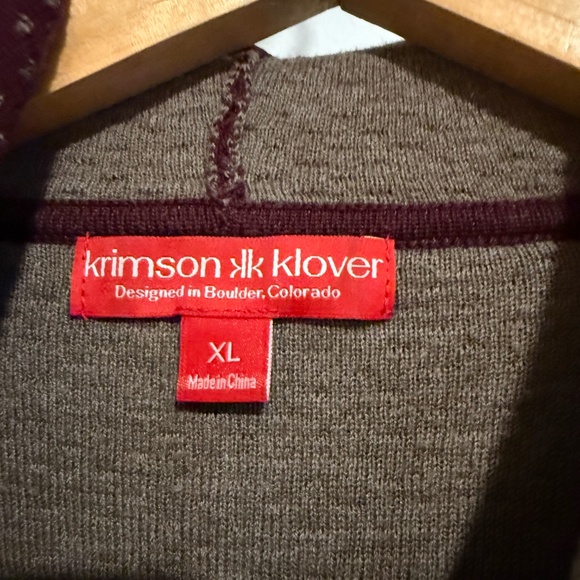 krimson kk klover
Designed in Boulder, Colorado
XL
Made in China